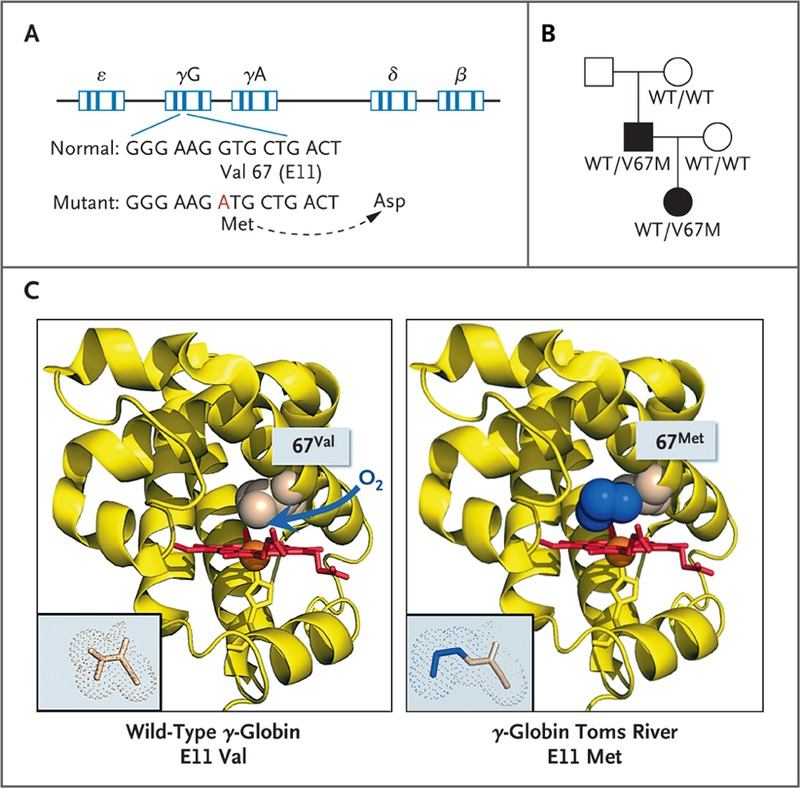 A
ε γG γA δ β
Normal: GGG AAG GTG CTG ACT
Val 67 (E11)
Mutant: GGG AAG ATG CTG ACT Asp
Met
B
WT/WT
WT/V67M WT/WT
WT/V67M
C
67Val
O2
Wild-Type γ-Globin
E11 Val
67Met
γ-Globin Toms River
E11 Met